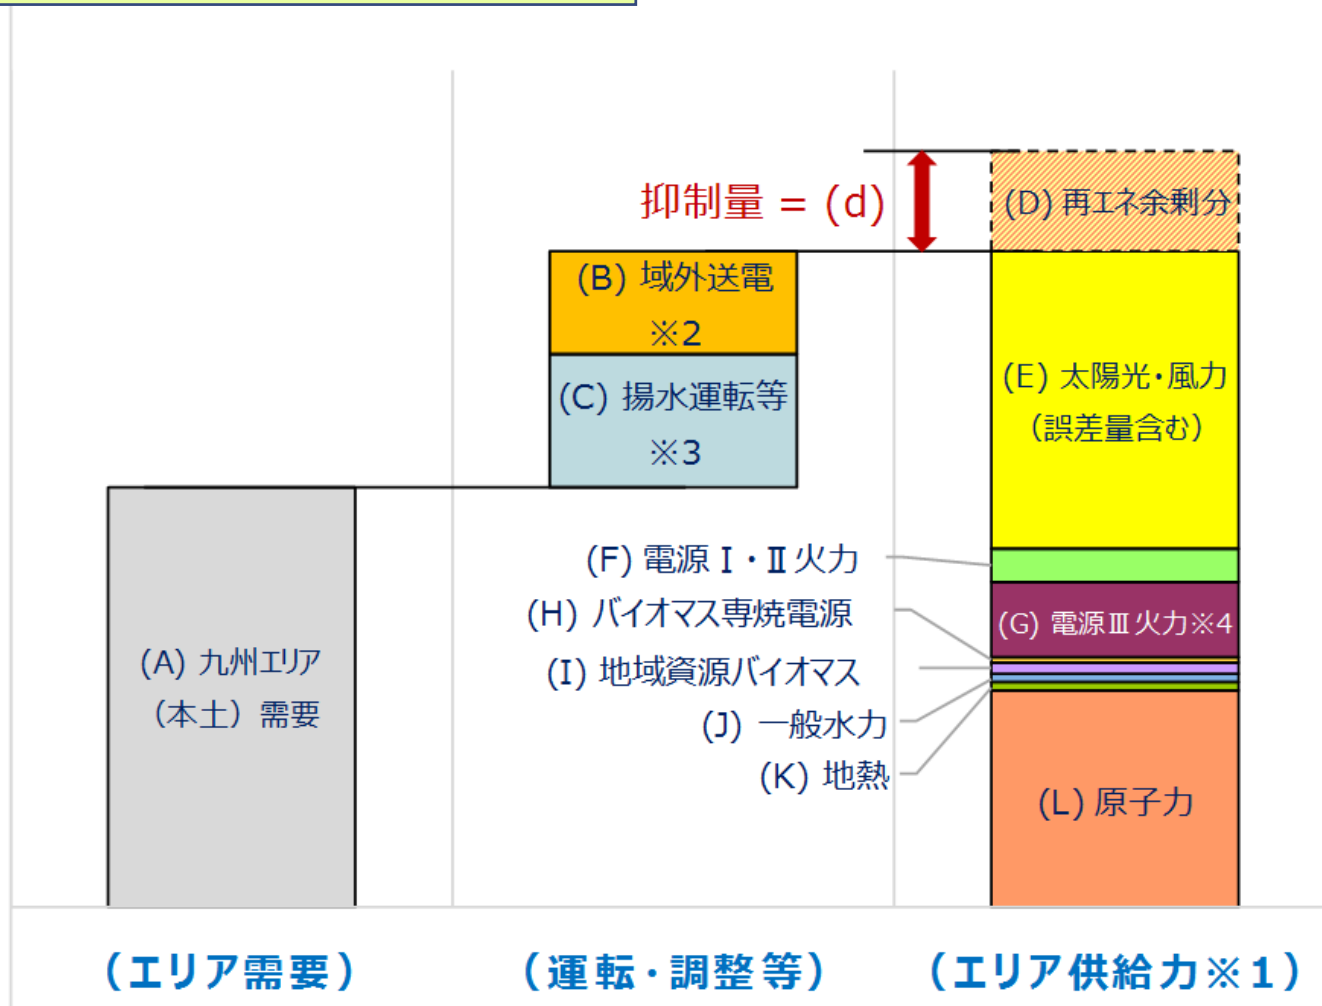 抑制量 = (d)
(D) 再エネ余剰分
(B) 域外送電
※2
(C) 揚水運転等
※3
(E) 太陽光・風力
（誤差量含む）
(F) 電源Ⅰ・Ⅱ火力
(G) 電源Ⅲ火力※4
(H) バイオマス専焼電源
(I) 地域資源バイオマス
(J) 一般水力
(K) 地熱
(A) 九州エリア
（本土）需要
(L) 原子力
（エリア需要）
（運転・調整等）
（エリア供給力※1）